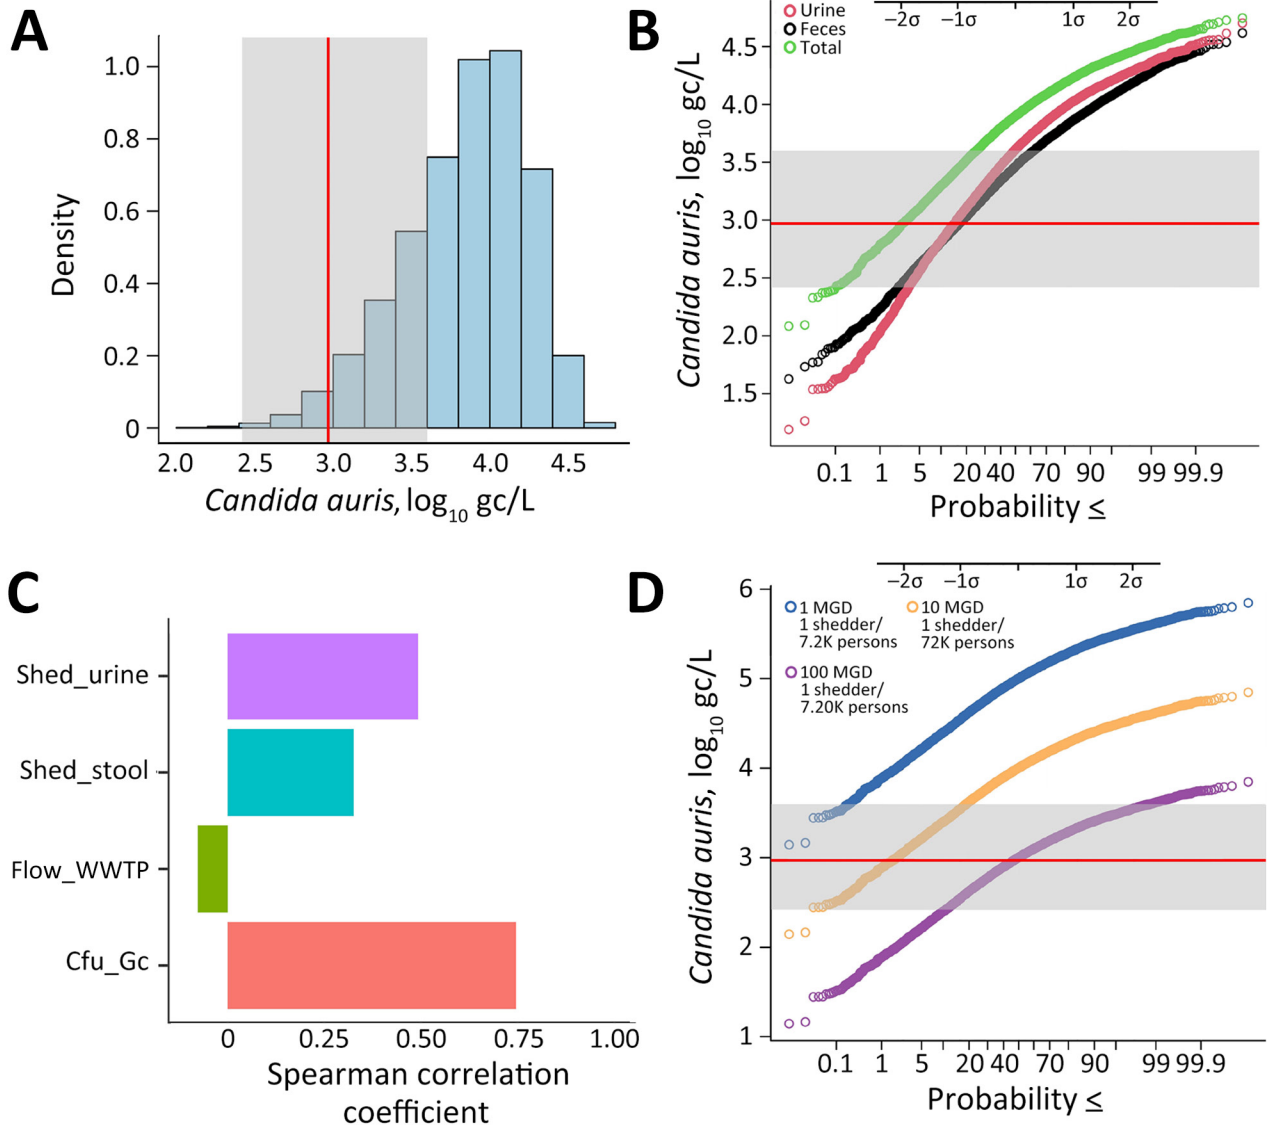 A
Density
1.0
0.8
0.6
0.4
0.2
0
2.0 2.5 3.0 3.5 4.0 4.5
Candida auris, log10 gc/L
B
Urine
Feces
Total
−2σ −1σ 1σ 2σ
Candida auris, log10 gc/L
4.5
4.0
3.5
3.0
2.5
2.0
1.5
0.1 1 5 20 40 70 90 99 99.9
Probability ≤
C
Shed_urine
Shed_stool
Flow_WWTP
Cfu_Gc
0 0.25 0.50 0.75 1.00
Spearman correlation
coefficient
D
−2σ −1σ 1σ 2σ
1 MGD
1 shedder/
7.2K persons
10 MGD
1 shedder/
72K persons
100 MGD
1 shedder/
7.20K persons
Candida auris, log10 gc/L
6
5
4
3
2
1
0.1 1 5 20 40 70 90 99 99.9
Probability ≤